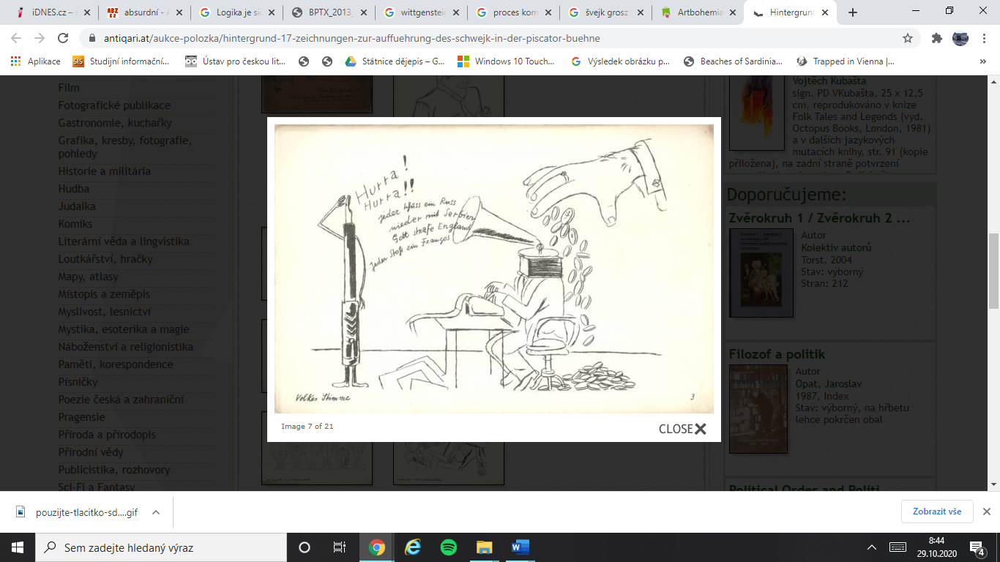 iDNES.cz – s
absurdní - A
Logika je sic
BPTX_2013_
wittgenstein
proces kom
švejk grosz
Artbohemia
Hintergrund
antiqari.at/aukce-polozka/hintergrund-17-zeichnungen-zur-auffuehrung-des-schwejk-in-der-piscator-buehne
Aplikace
Studijní informační...
Ústav pro českou lit...
Státnice dějepis – G...
Windows 10 Touch...
Výsledek obrázku p...
Beaches of Sardinia...
Trapped in Vienna |...
»
Film
Fotografické publikace
Gastronomie, kuchařky
Grafika, kresby, fotografie,
pohledy
Historie a militária
Hudba
Judaika
Komiks
Literární věda a lingvistika
Loutkářství, hračky
Mapy, atlasy
Místopis a zeměpis
Myslivost, lesnictví
Mystika, esoterika a magie
Náboženství a religionistika
Paměti, korespondence
Písničky
Poezie česká a zahraniční
Pragensie
Příroda a přírodopis
Přírodní vědy
Publicistika, rozhovory
Sci-Fi a Fantasy
Hurra!
Hurra!!
jeder schuss ein Russ
nieder mit Serbien
Gott strafe England
Jeder Stoß ein Franzos
Volkes Stimme
3
Image 7 of 21
CLOSE
Vojtěch Kubašta
sign. PD VKubašta, 25 x 12,5
cm, reprodukováno v knize
Folk Tales and Legends (vyd.
Octopus Books, London, 1981)
a v dalších jazykových
mutacích knihy, str. 91 (kopie
přiložena), na zadní straně potvrzení
Doporučujeme:
Zvěrokruh 1 / Zvěrokruh 2 ...
Autor
Kolektiv autorů
Torst, 2004
Stav: výborný
Stran: 212
Filozof a politik
Autor
Opat, Jaroslav
1987, Index
Stav: výborný, na hřbetu
lehce pokrčen obal
Political Order and Politi...
pouzijte-tlacitko-sd....gif
Zobrazit vše
Sem zadejte hledaný výraz
8:44
29.10.2020
4